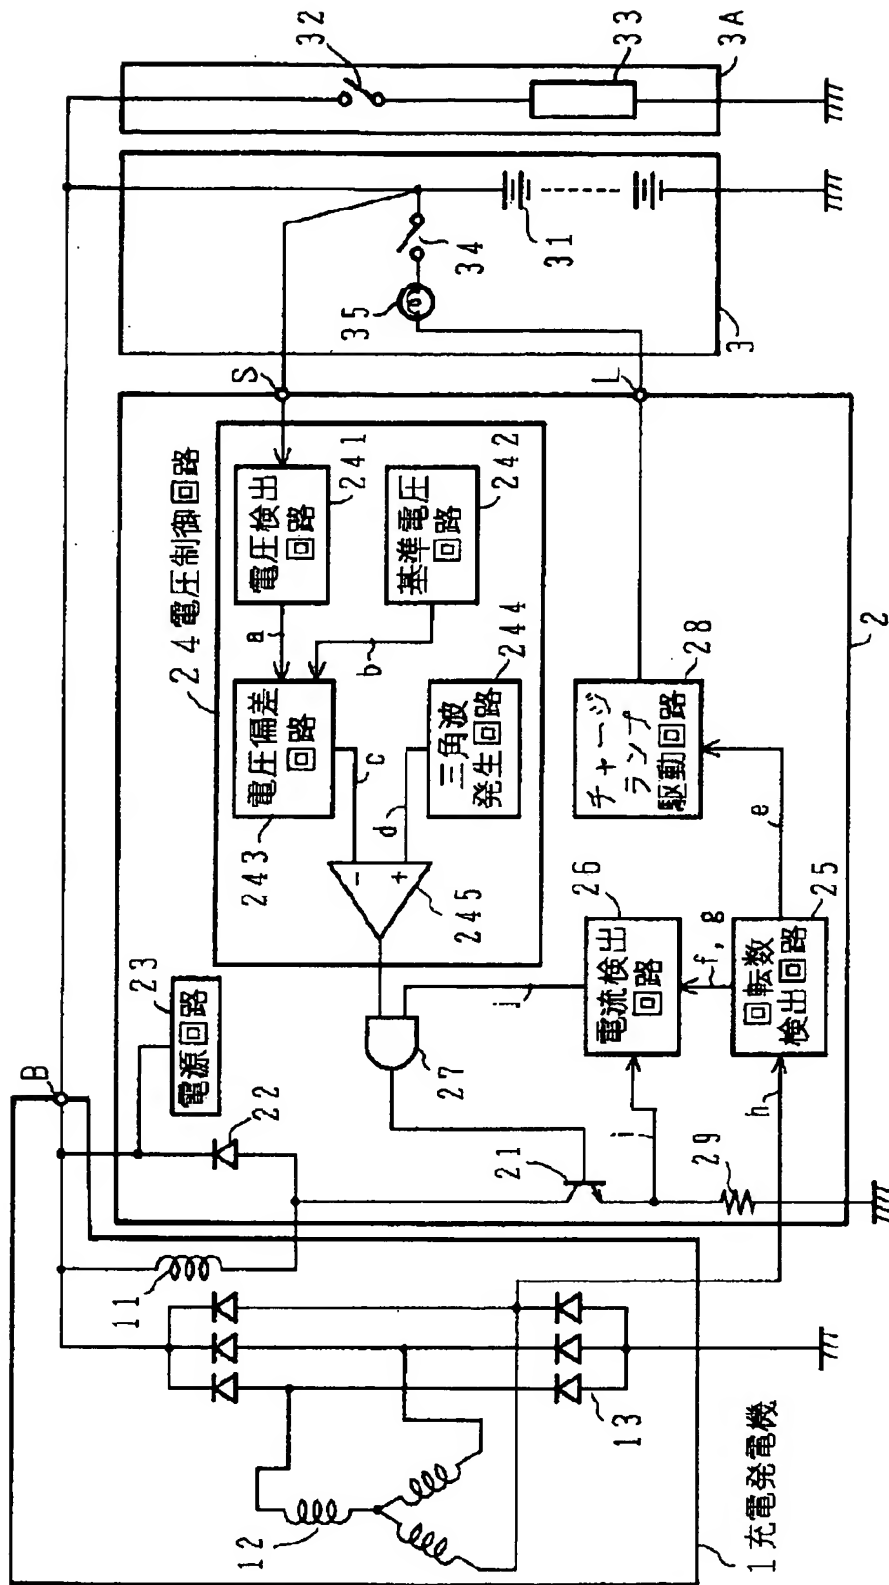 1 充電発電機
11
12
13
B
23
電源回路
22
21
29
27
24 電圧制御回路
243
電圧偏差
回路
電圧検出
回路
241
基準電圧
回路
242
三角波
発生回路
244
245
-
+
a
b
c
d
26
電流検出
回路
回転数
検出回路
25
チャージ
ランプ
駆動回路
28
e
f, g
h
i
j
S
L
2
3
31
34
35
32
33
3A